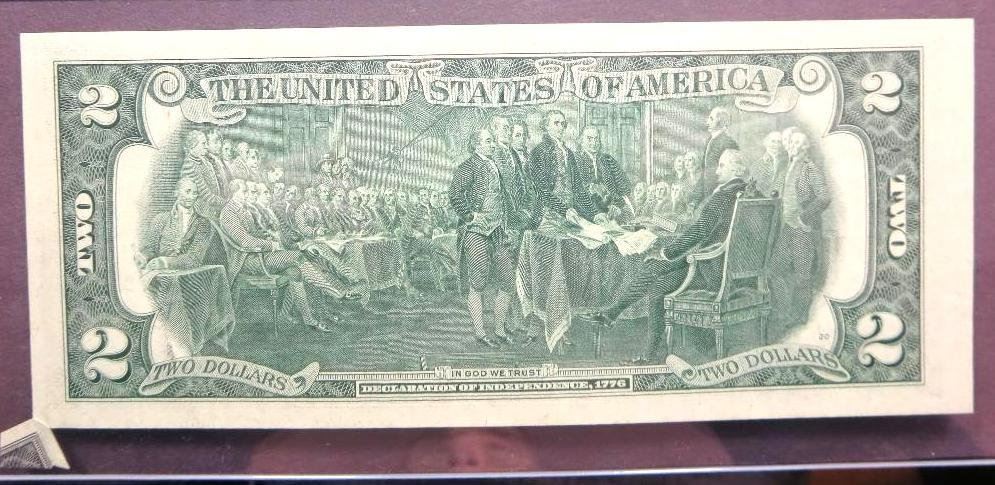 THE UNITED STATES OF AMERICA
2
2
TWO
TWO
2
2
TWO DOLLARS
TWO DOLLARS
IN GOD WE TRUST
DECLARATION OF INDEPENDENCE, 1776